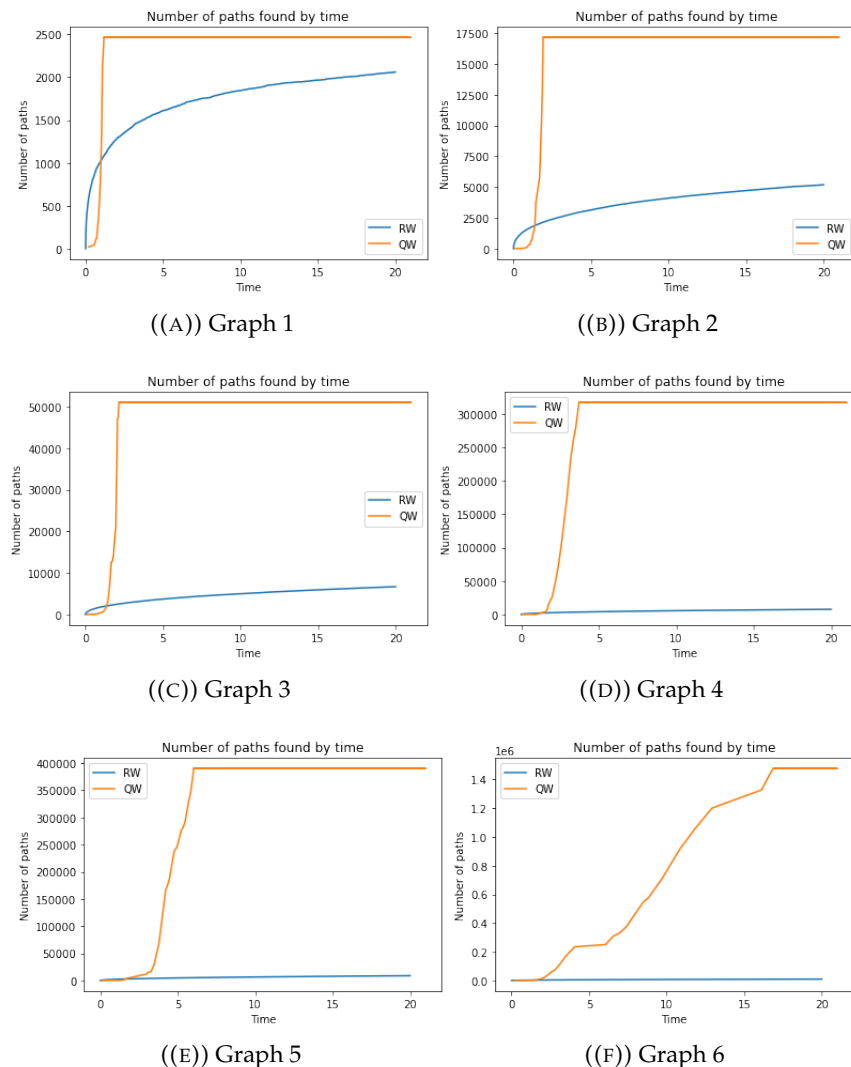 Number of paths found by time
2500
2000
1500
1000
500
0
Number of paths
RW
QW
0
5
10
15
20
Time
((A)) Graph 1
Number of paths found by time
17500
15000
12500
10000
7500
5000
2500
0
Number of paths
RW
QW
0
5
10
15
20
Time
((B)) Graph 2
Number of paths found by time
50000
40000
30000
20000
10000
0
Number of paths
RW
QW
0
5
10
15
20
Time
((C)) Graph 3
Number of paths found by time
300000
250000
200000
150000
100000
50000
0
Number of paths
RW
QW
0
5
10
15
20
Time
((D)) Graph 4
Number of paths found by time
400000
350000
300000
250000
200000
150000
100000
50000
0
Number of paths
RW
QW
0
5
10
15
20
Time
((E)) Graph 5
Number of paths found by time
1e6
1.4
1.2
1.0
0.8
0.6
0.4
0.2
0.0
Number of paths
RW
QW
0
5
10
15
20
Time
((F)) Graph 6